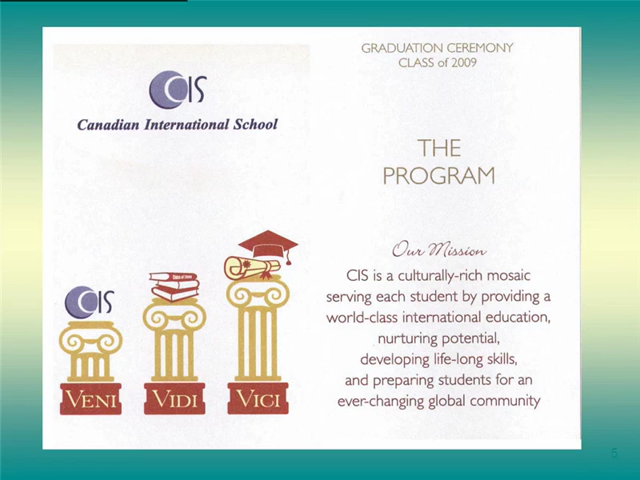 CIS
Canadian International School
CIS
VENI
VIDI
VICI
GRADUATION CEREMONY
CLASS of 2009
THE
PROGRAM
Our Mission
CIS is a culturally-rich mosaic
serving each student by providing a
world-class international education,
nurturing potential,
developing life-long skills,
and preparing students for an
ever-changing global community
5